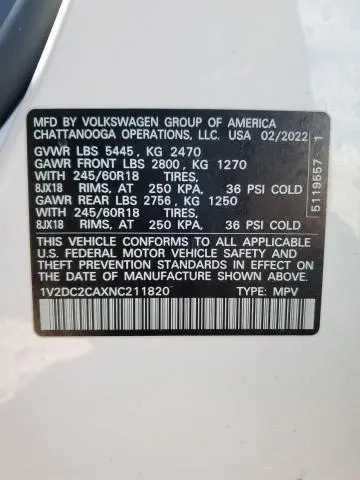 MFD BY VOLKSWAGEN GROUP OF AMERICA
CHATTANOOGA OPERATIONS, LLC. USA 02/2022
GVWR LBS 5445, KG 2470
GAWR FRONT LBS 2800, KG 1270
WITH 245/60R18 TIRES,
8JX18 RIMS, AT 250 KPA, 36 PSI COLD
GAWR REAR LBS 2756, KG 1250
WITH 245/60R18 TIRES,
8JX18 RIMS, AT 250 KPA, 36 PSI COLD
THIS VEHICLE CONFORMS TO ALL APPLICABLE
U.S. FEDERAL MOTOR VEHICLE SAFETY AND
THEFT PREVENTION STANDARDS IN EFFECT ON
THE DATE OF MANUFACTURE SHOWN ABOVE.
1V2DC2CAXNC211820 TYPE: MPV
5119557 1